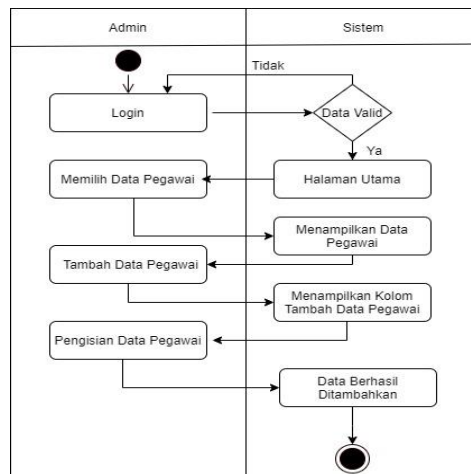 Admin
Sistem
Tidak
Login
Data Valid
Ya
Memilih Data Pegawai
Halaman Utama
Menampilkan Data
Pegawai
Tambah Data Pegawai
Menampilkan Kolom
Tambah Data Pegawai
Pengisian Data Pegawai
Data Berhasil
Ditambahkan